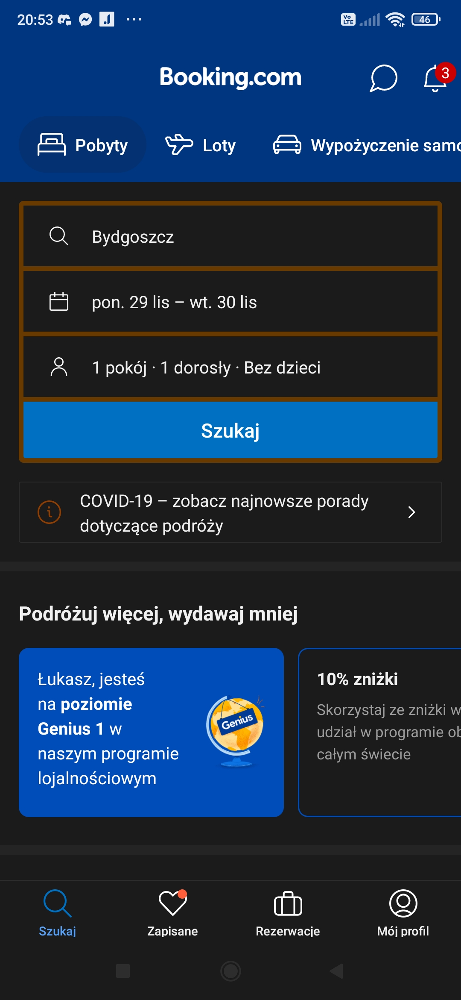 20:53
Vo LTE
46
Booking.com
3
Pobyty
Loty
Wypożyczenie samo
Bydgoszcz
pon. 29 lis – wt. 30 lis
1 pokój · 1 dorosły · Bez dzieci
Szukaj
COVID-19 – zobacz najnowsze porady
dotyczące podróży
Podróżuj więcej, wydawaj mniej
Łukasz, jesteś
na poziomie
Genius 1 w
naszym programie
lojalnościowym
Genius
10% zniżki
Skorzystaj ze zniżki w
udział w programie ob
całym świecie
Szukaj
Zapisane
Rezerwacje
Mój profil